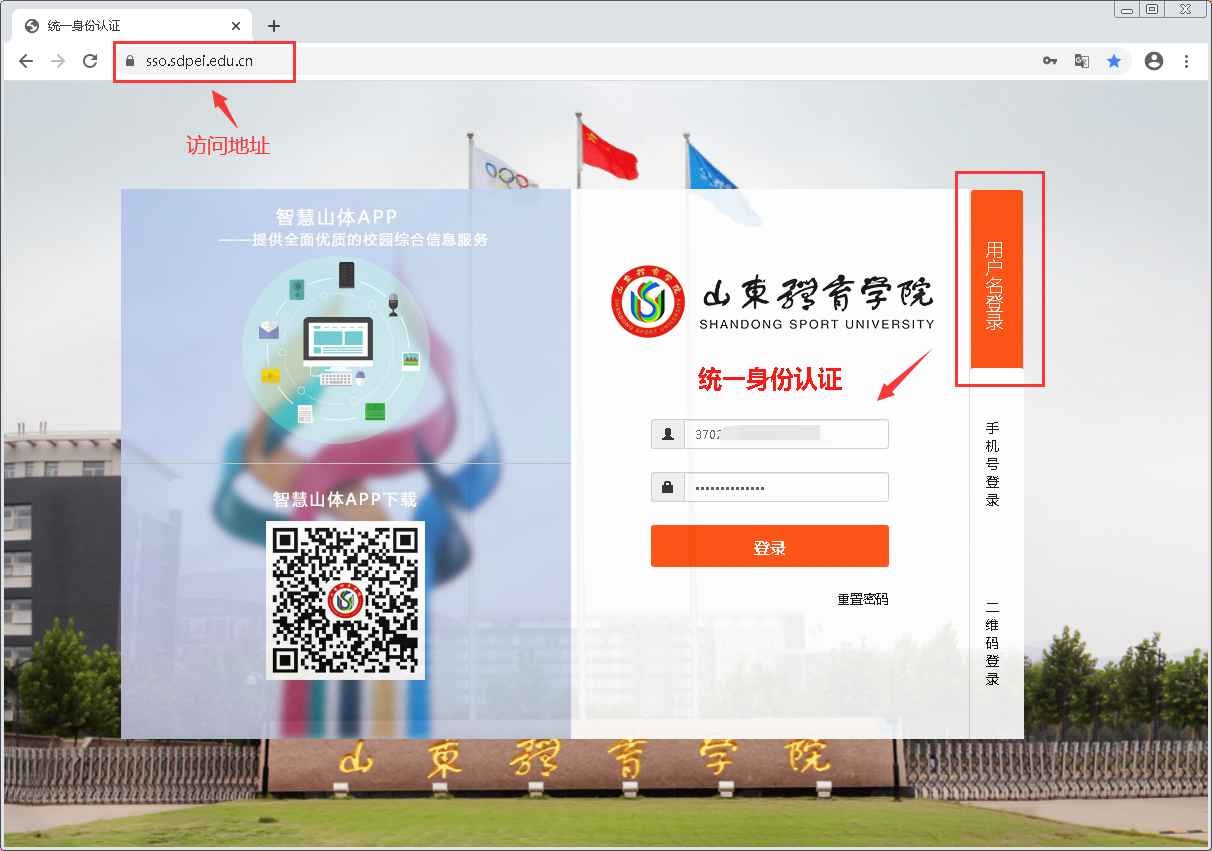 统一身份认证
sso.sdpei.edu.cn
访问地址
智慧山体APP
——提供全面优质的校园综合信息服务
智慧山体APP下载
山東體育学院
SHANDONG SPORT UNIVERSITY
统一身份认证
3702
登录
重置密码
用户名登录
手机号登录
二维码登录
山東體育学院